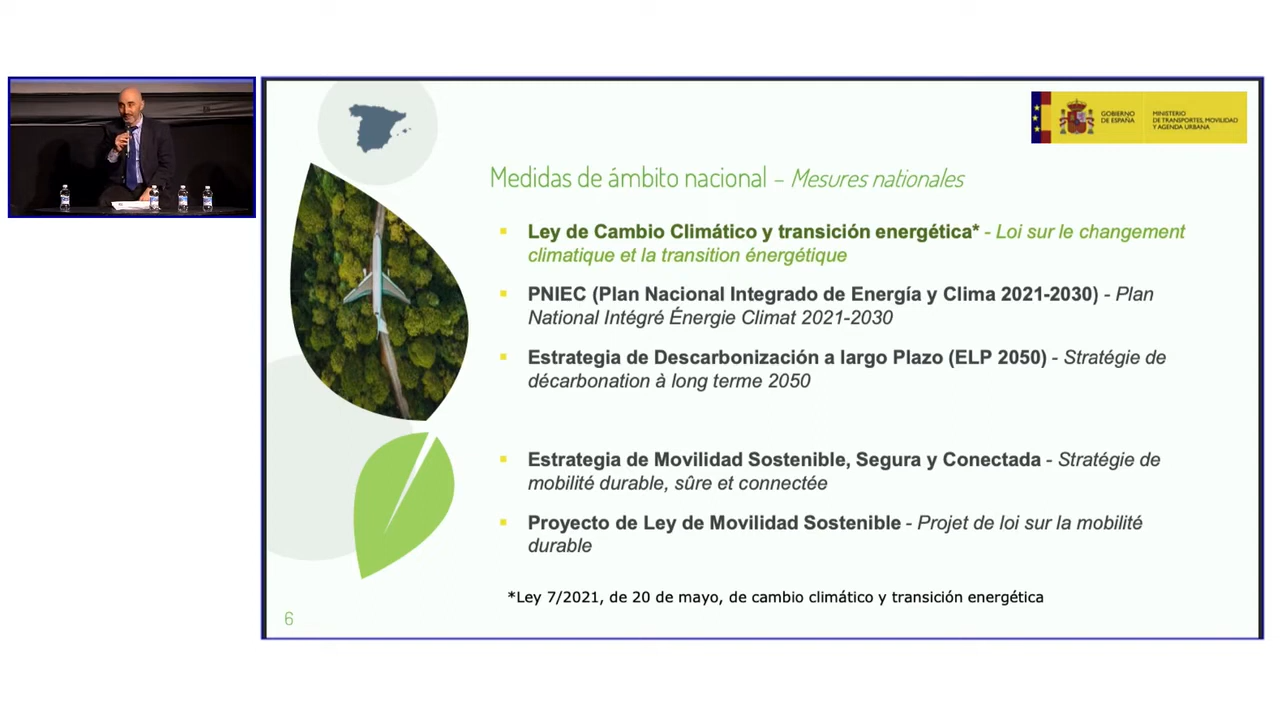 GOBIERNO
DE ESPAÑA
MINISTERIO
DE TRANSPORTES, MOVILIDAD
Y AGENDA URBANA
Medidas de ámbito nacional – Mesures nationales
Ley de Cambio Climático y transición energética* - Loi sur le changement
climatique et la transition énergétique
PNIEC (Plan Nacional Integrado de Energía y Clima 2021-2030) - Plan
National Intégré Énergie Climat 2021-2030
Estrategia de Descarbonización a largo Plazo (ELP 2050) - Stratégie de
décarbonation à long terme 2050
Estrategia de Movilidad Sostenible, Segura y Conectada - Stratégie de
mobilité durable, sûre et connectée
Proyecto de Ley de Movilidad Sostenible - Projet de loi sur la mobilité
durable
*Ley 7/2021, de 20 de mayo, de cambio climático y transición energética
6